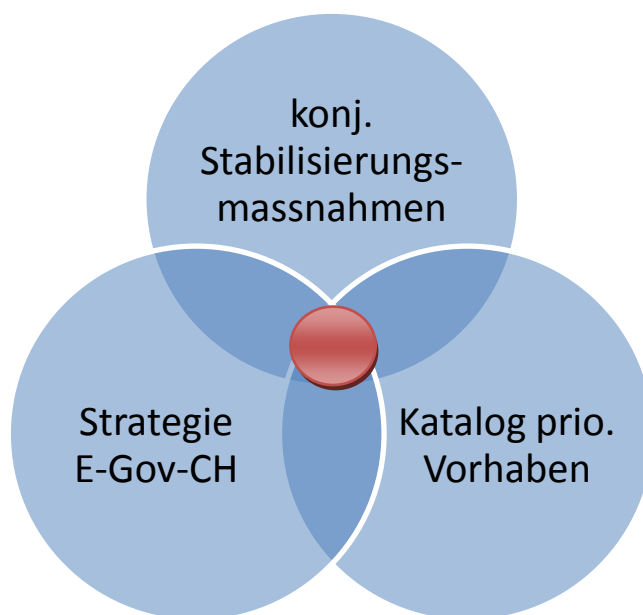 konj.
Stabilisierungs-
massnahmen
Strategie
E-Gov-CH
Katalog prio.
Vorhaben